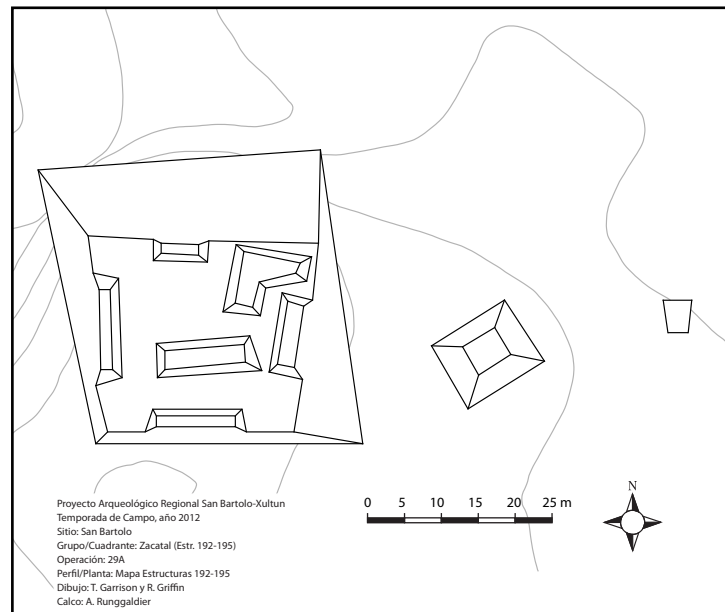 Proyecto Arqueológico Regional San Bartolo-Xultun
Temporada de Campo, año 2012
Sitio: San Bartolo
Grupo/Cuadrante: Zacatal (Estr. 192-195)
Operación: 29A
Perfil/Planta: Mapa Estructuras 192-195
Dibujo: T. Garrison y R. Griffin
Calco: A. Runggaldier
0 5 10 15 20 25 m
N